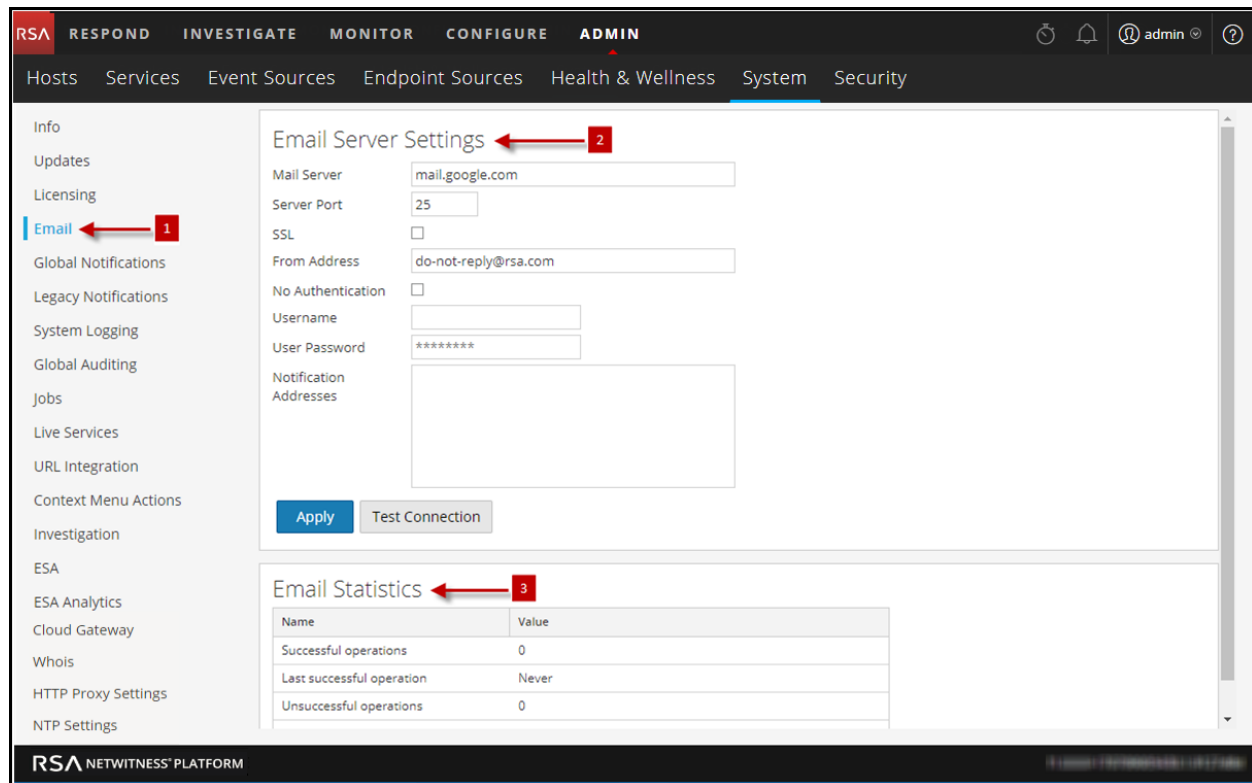 RSA RESPOND INVESTIGATE MONITOR CONFIGURE ADMIN admin ?
Hosts Services Event Sources Endpoint Sources Health & Wellness System Security
Info
Updates
Licensing
Email 1
Global Notifications
Legacy Notifications
System Logging
Global Auditing
Jobs
Live Services
URL Integration
Context Menu Actions
Investigation
ESA
ESA Analytics
Cloud Gateway
Whois
HTTP Proxy Settings
NTP Settings
Email Server Settings 2
Mail Server mail.google.com
Server Port 25
SSL
From Address do-not-reply@rsa.com
No Authentication
Username
User Password ********
Notification
Addresses
Apply Test Connection
Email Statistics 3
Name Value
Successful operations 0
Last successful operation Never
Unsuccessful operations 0
RSA NETWITNESS® PLATFORM